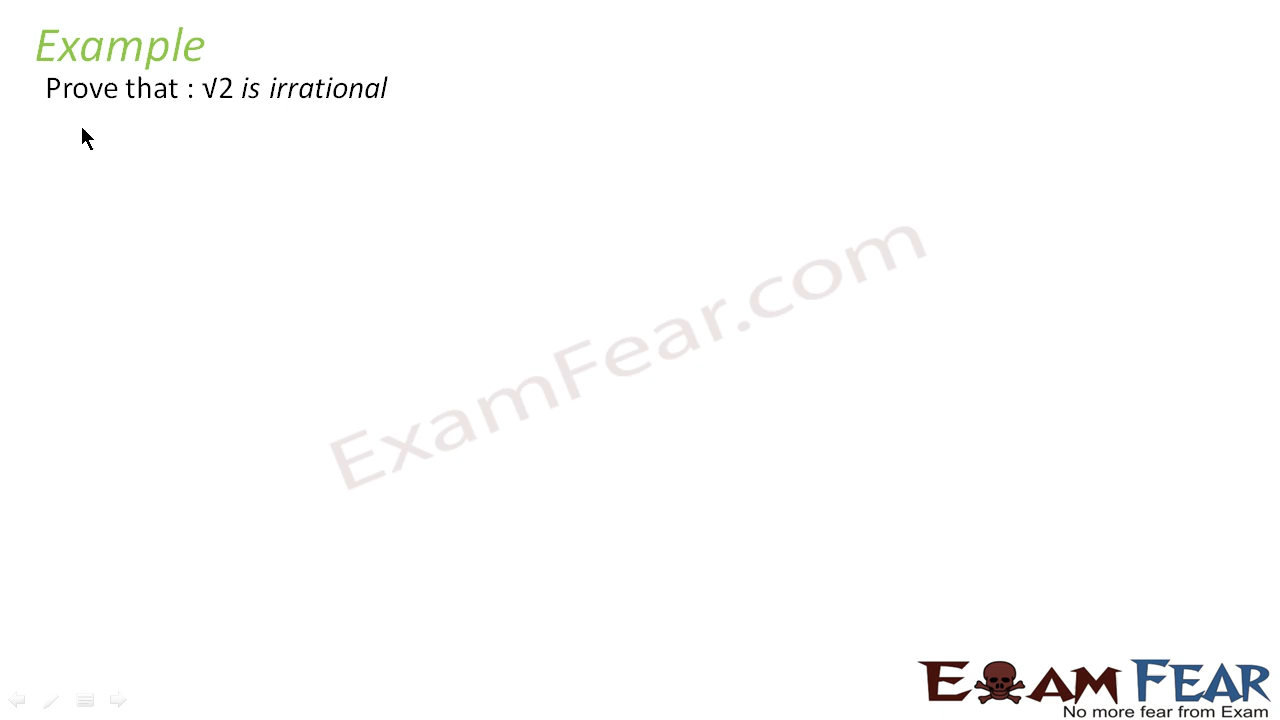 Example
Prove that : √2 is irrational
ExamFear.com
EXAM FEAR
No more fear from Exam